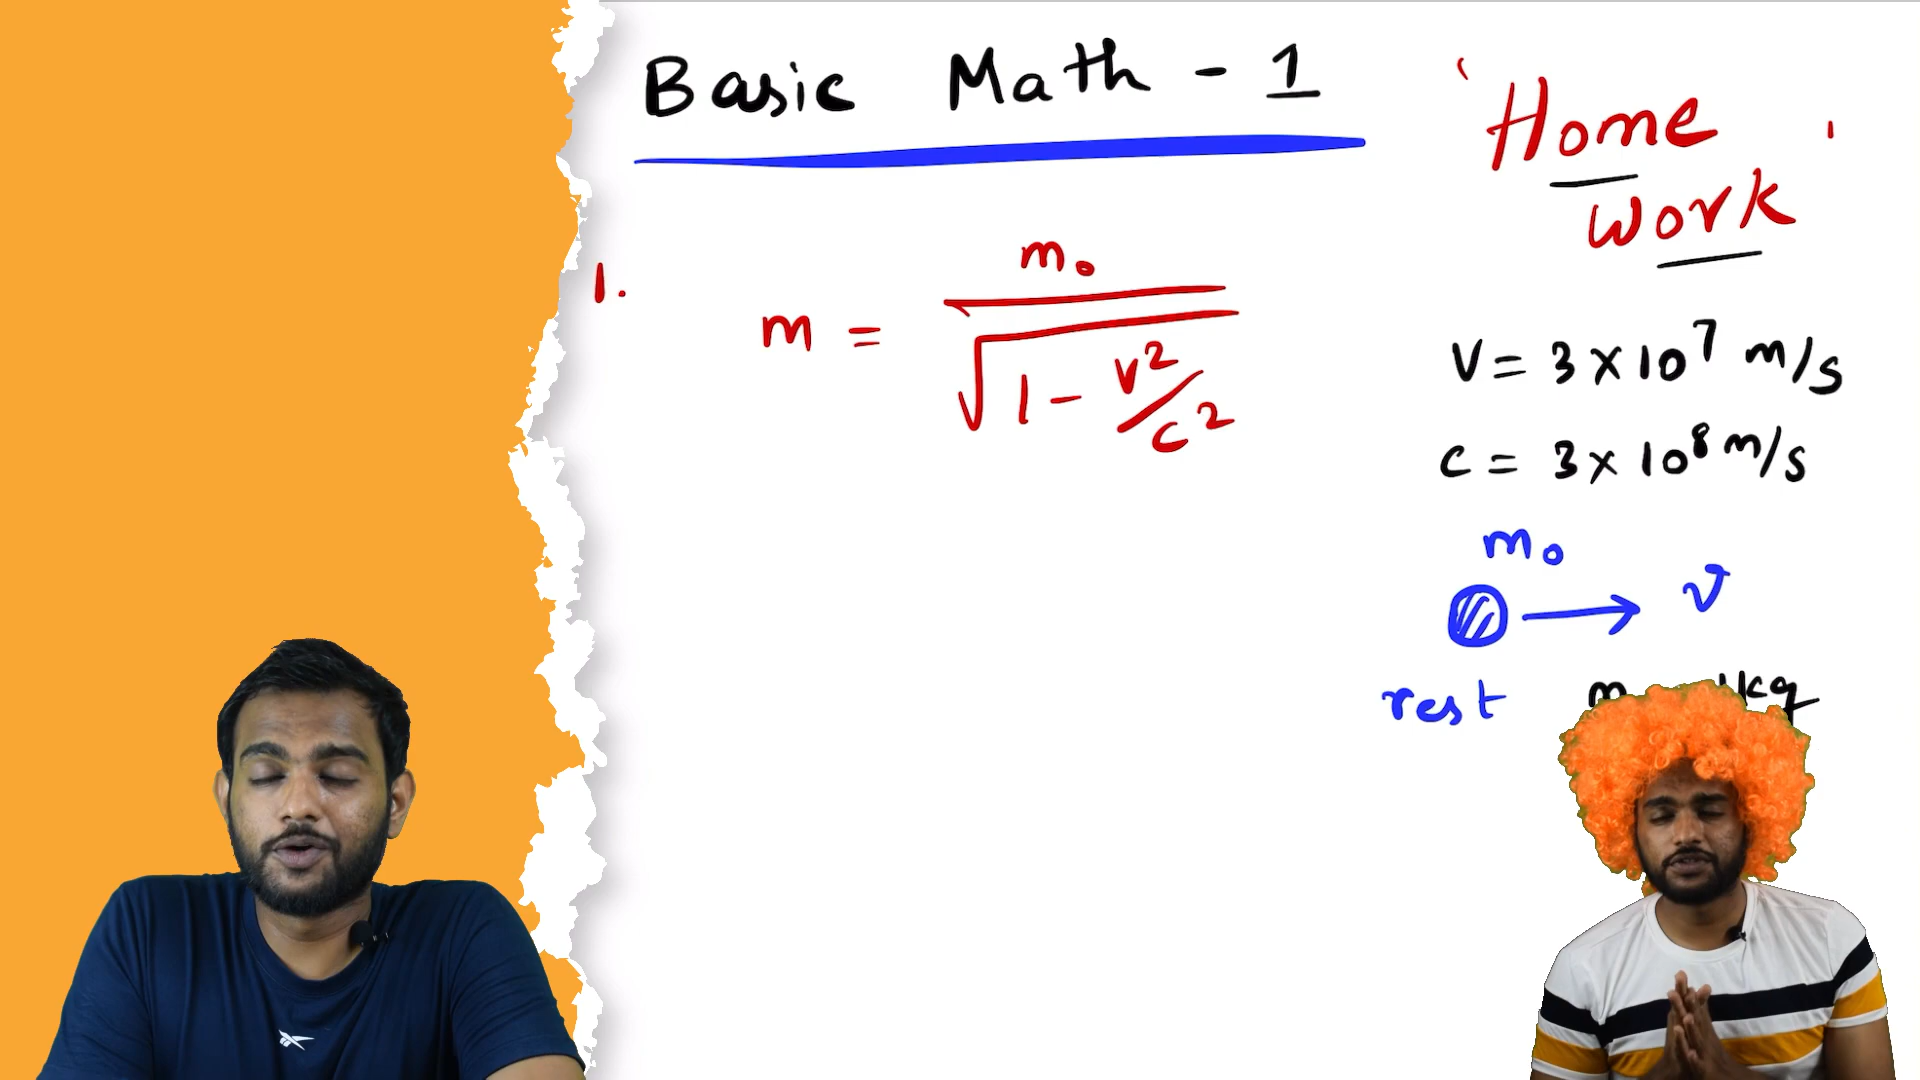 Basic Math - 1
Home
Work
1.
m = m₀ / √(1 - v²/c²)
V = 3 × 10⁷ m/s
c = 3 × 10⁸ m/s
m₀
v
rest